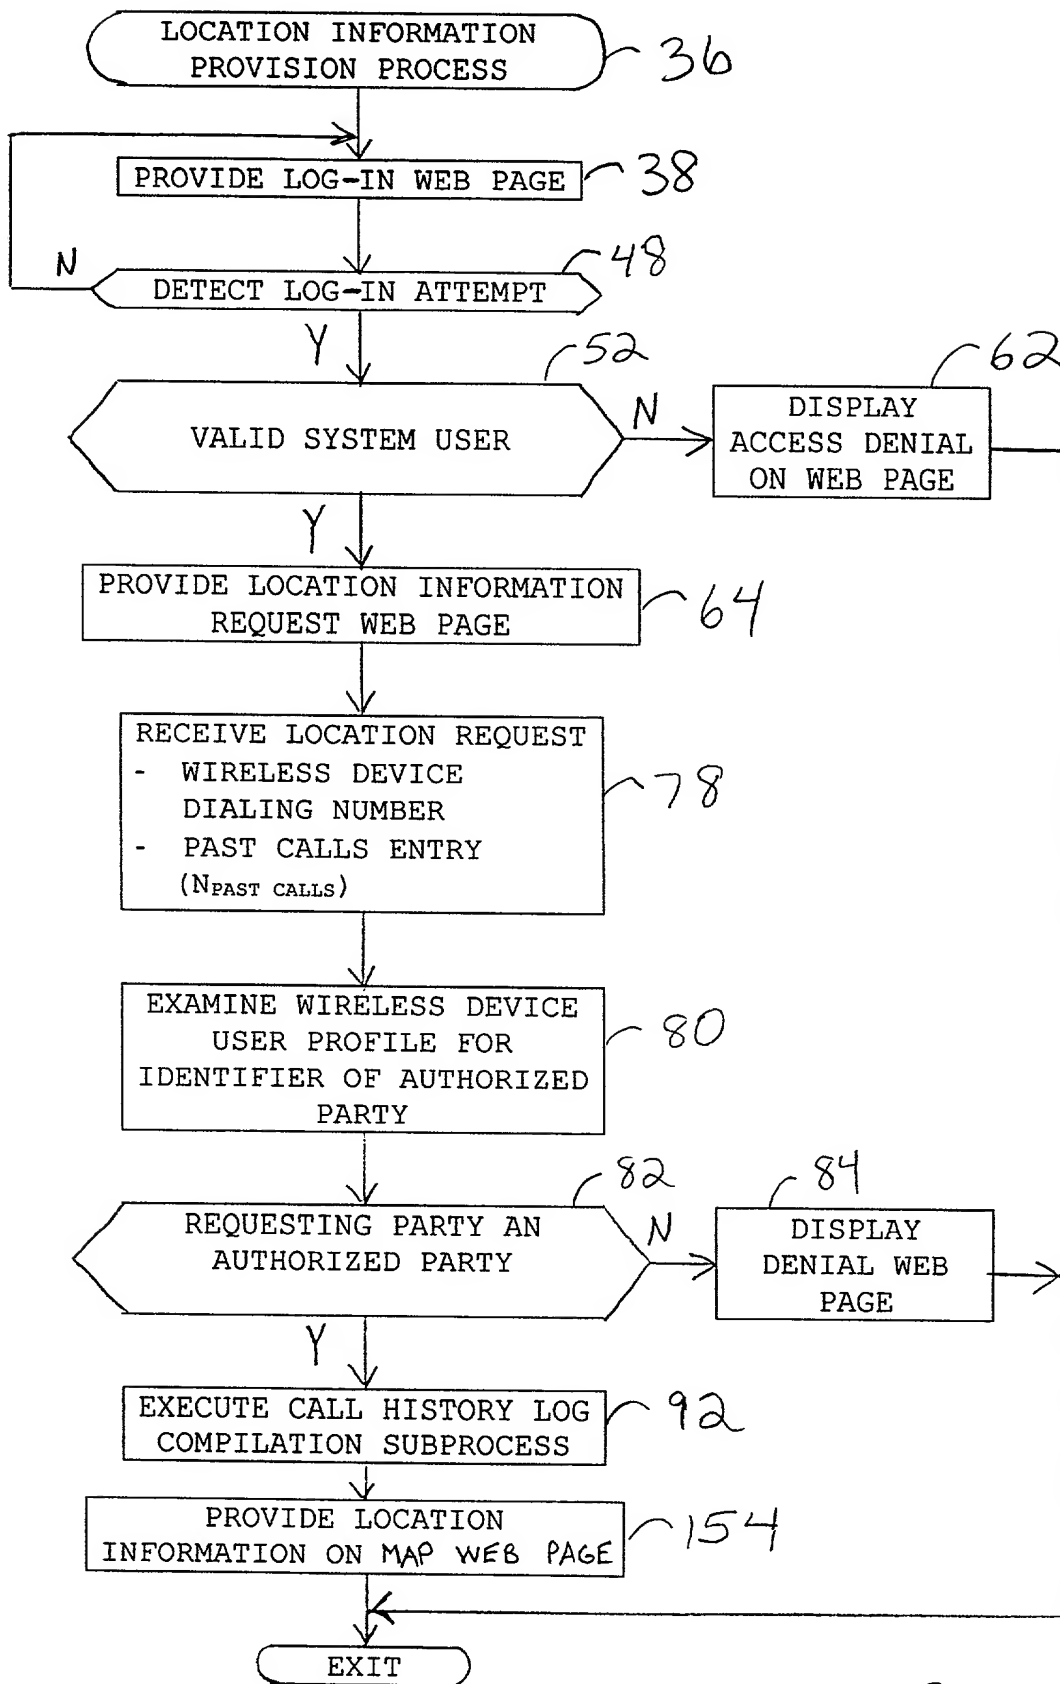 LOCATION INFORMATION
PROVISION PROCESS
36
PROVIDE LOG-IN WEB PAGE
38
N
DETECT LOG-IN ATTEMPT
48
Y
52
VALID SYSTEM USER
N
62
DISPLAY
ACCESS DENIAL
ON WEB PAGE
Y
PROVIDE LOCATION INFORMATION
REQUEST WEB PAGE
64
RECEIVE LOCATION REQUEST
- WIRELESS DEVICE
DIALING NUMBER
- PAST CALLS ENTRY
(NPAST CALLS)
78
EXAMINE WIRELESS DEVICE
USER PROFILE FOR
IDENTIFIER OF AUTHORIZED
PARTY
80
82
REQUESTING PARTY AN
AUTHORIZED PARTY
N
84
DISPLAY
DENIAL WEB
PAGE
Y
EXECUTE CALL HISTORY LOG
COMPILATION SUBPROCESS
92
PROVIDE LOCATION
INFORMATION ON MAP WEB PAGE
154
EXIT